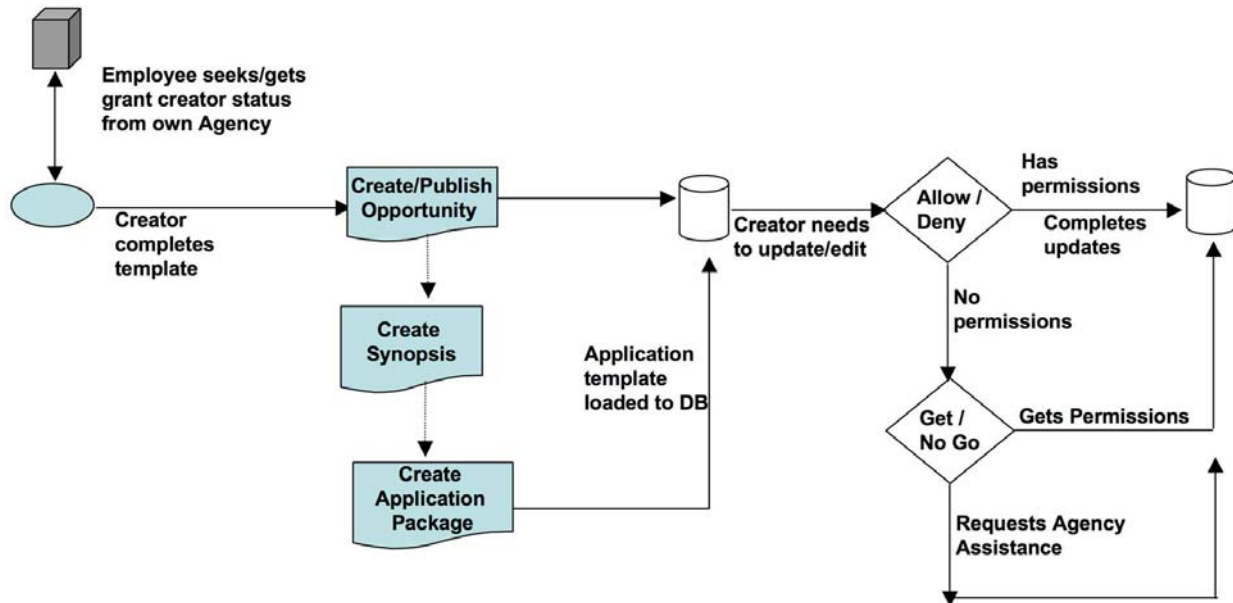 Employee seeks/gets
grant creator status
from own Agency
Creator
completes
template
Create/Publish
Opportunity
Create
Synopsis
Create
Application
Package
Application
template
loaded to DB
Creator needs
to update/edit
Allow /
Deny
Has
permissions
Completes
updates
No
permissions
Get /
No Go
Gets Permissions
Requests Agency
Assistance